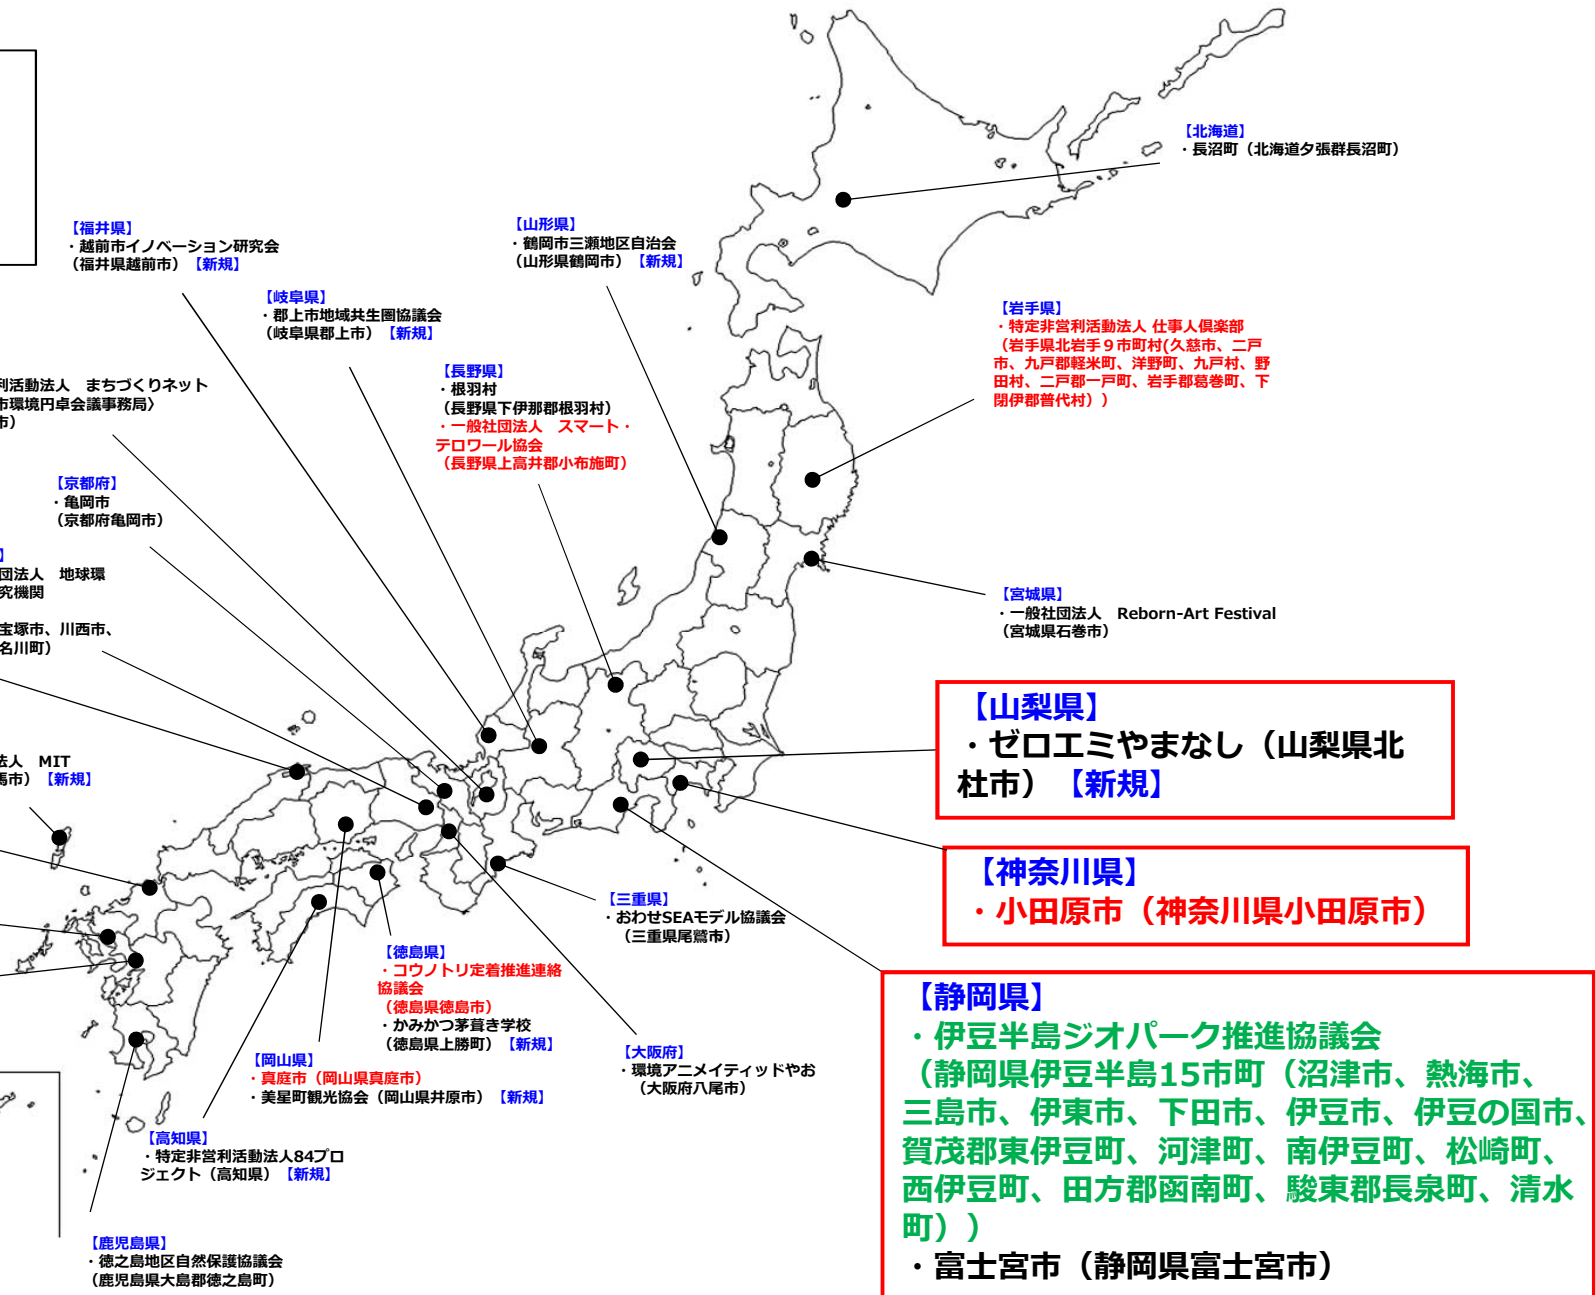 【北海道】
・長沼町（北海道夕張群長沼町）
【福井県】
・越前市イノベーション研究会
（福井県越前市）【新規】
【山形県】
・鶴岡市三瀬地区自治会
（山形県鶴岡市）【新規】
【岐阜県】
・郡上市地域共生圏協議会
（岐阜県郡上市）【新規】
【岩手県】
・特定非営利活動法人 仕事人倶楽部
（岩手県北岩手９市町村(久慈市、二戸
市、九戸郡軽米町、洋野町、九戸村、野
田村、二戸郡一戸町、岩手郡葛巻町、下
閉伊郡普代村））
【長野県】
・根羽村
（長野県下伊那郡根羽村）
・一般社団法人　スマート・
テロワール協会
（長野県上高井郡小布施町）
利活動法人　まちづくりネット
市環境円卓会議事務局〉
市）
【京都府】
・亀岡市
（京都府亀岡市）
】
団法人　地球環
究機関
宝塚市、川西市、
名川町）
【宮城県】
・一般社団法人　Reborn-Art Festival
（宮城県石巻市）
【山梨県】
・ゼロエミやまなし（山梨県北
杜市）【新規】
法人　MIT
馬市）【新規】
【神奈川県】
・小田原市（神奈川県小田原市）
【三重県】
・おわせSEAモデル協議会
（三重県尾鷲市）
【徳島県】
・コウノトリ定着推進連絡
協議会
（徳島県徳島市）
・かみかつ茅葺き学校
（徳島県上勝町）【新規】
【静岡県】
・伊豆半島ジオパーク推進協議会
（静岡県伊豆半島15市町（沼津市、熱海市、
三島市、伊東市、下田市、伊豆市、伊豆の国市、
賀茂郡東伊豆町、河津町、南伊豆町、松崎町、
西伊豆町、田方郡函南町、駿東郡長泉町、清水
町））
・富士宮市（静岡県富士宮市）
【大阪府】
・環境アニメイティッドやお
（大阪府八尾市）
【岡山県】
・真庭市（岡山県真庭市）
・美星町観光協会（岡山県井原市）【新規】
【高知県】
・特定非営利活動法人84プロ
ジェクト（高知県）【新規】
【鹿児島県】
・徳之島地区自然保護協議会
（鹿児島県大島郡徳之島町）